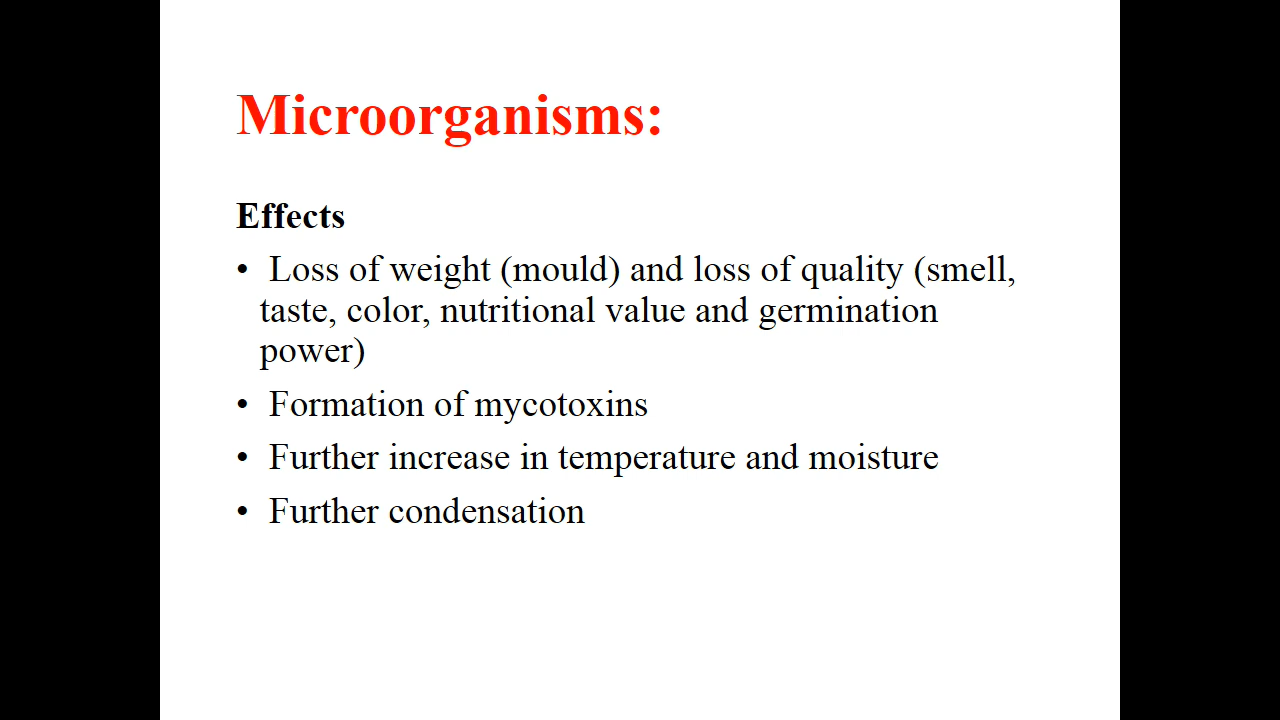 Microorganisms:
Effects
• Loss of weight (mould) and loss of quality (smell,
taste, color, nutritional value and germination
power)
• Formation of mycotoxins
• Further increase in temperature and moisture
• Further condensation